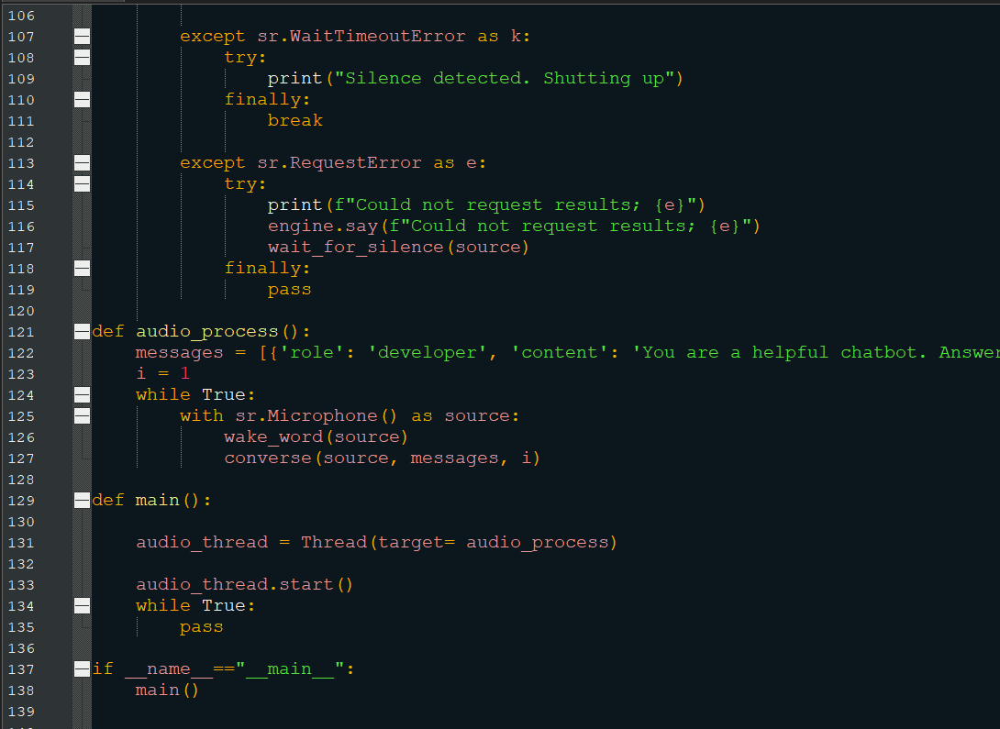 106
107 except sr.WaitTimeoutError as k:
108 try:
109 print("Silence detected. Shutting up")
110 finally:
111 break
112
113 except sr.RequestError as e:
114 try:
115 print(f"Could not request results; {e}")
116 engine.say(f"Could not request results; {e}")
117 wait_for_silence(source)
118 finally:
119 pass
120
121 def audio_process():
122 messages = [{'role': 'developer', 'content': 'You are a helpful chatbot. Answer
123 i = 1
124 while True:
125 with sr.Microphone() as source:
126 wake_word(source)
127 converse(source, messages, i)
128
129 def main():
130
131 audio_thread = Thread(target= audio_process)
132
133 audio_thread.start()
134 while True:
135 pass
136
137 if __name__=="__main__":
138 main()
139